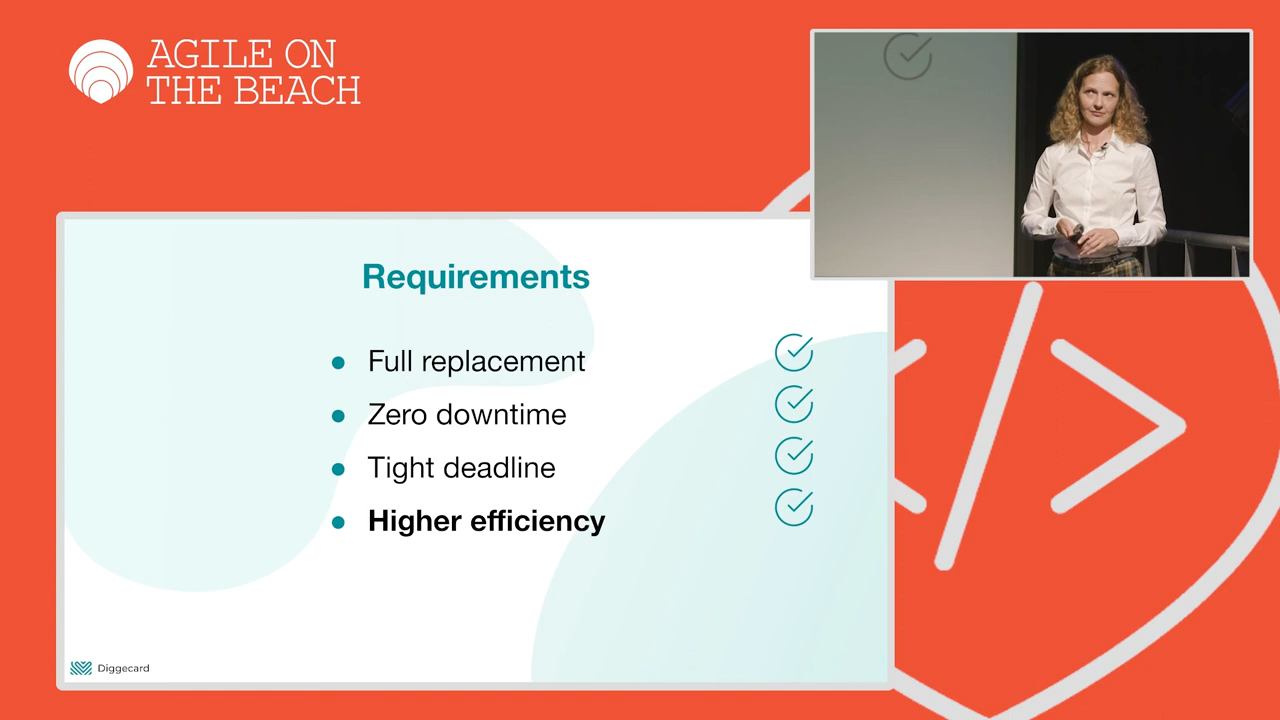 AGILE ON
THE BEACH
Requirements
Full replacement
Zero downtime
Tight deadline
Higher efficiency
Diggecard